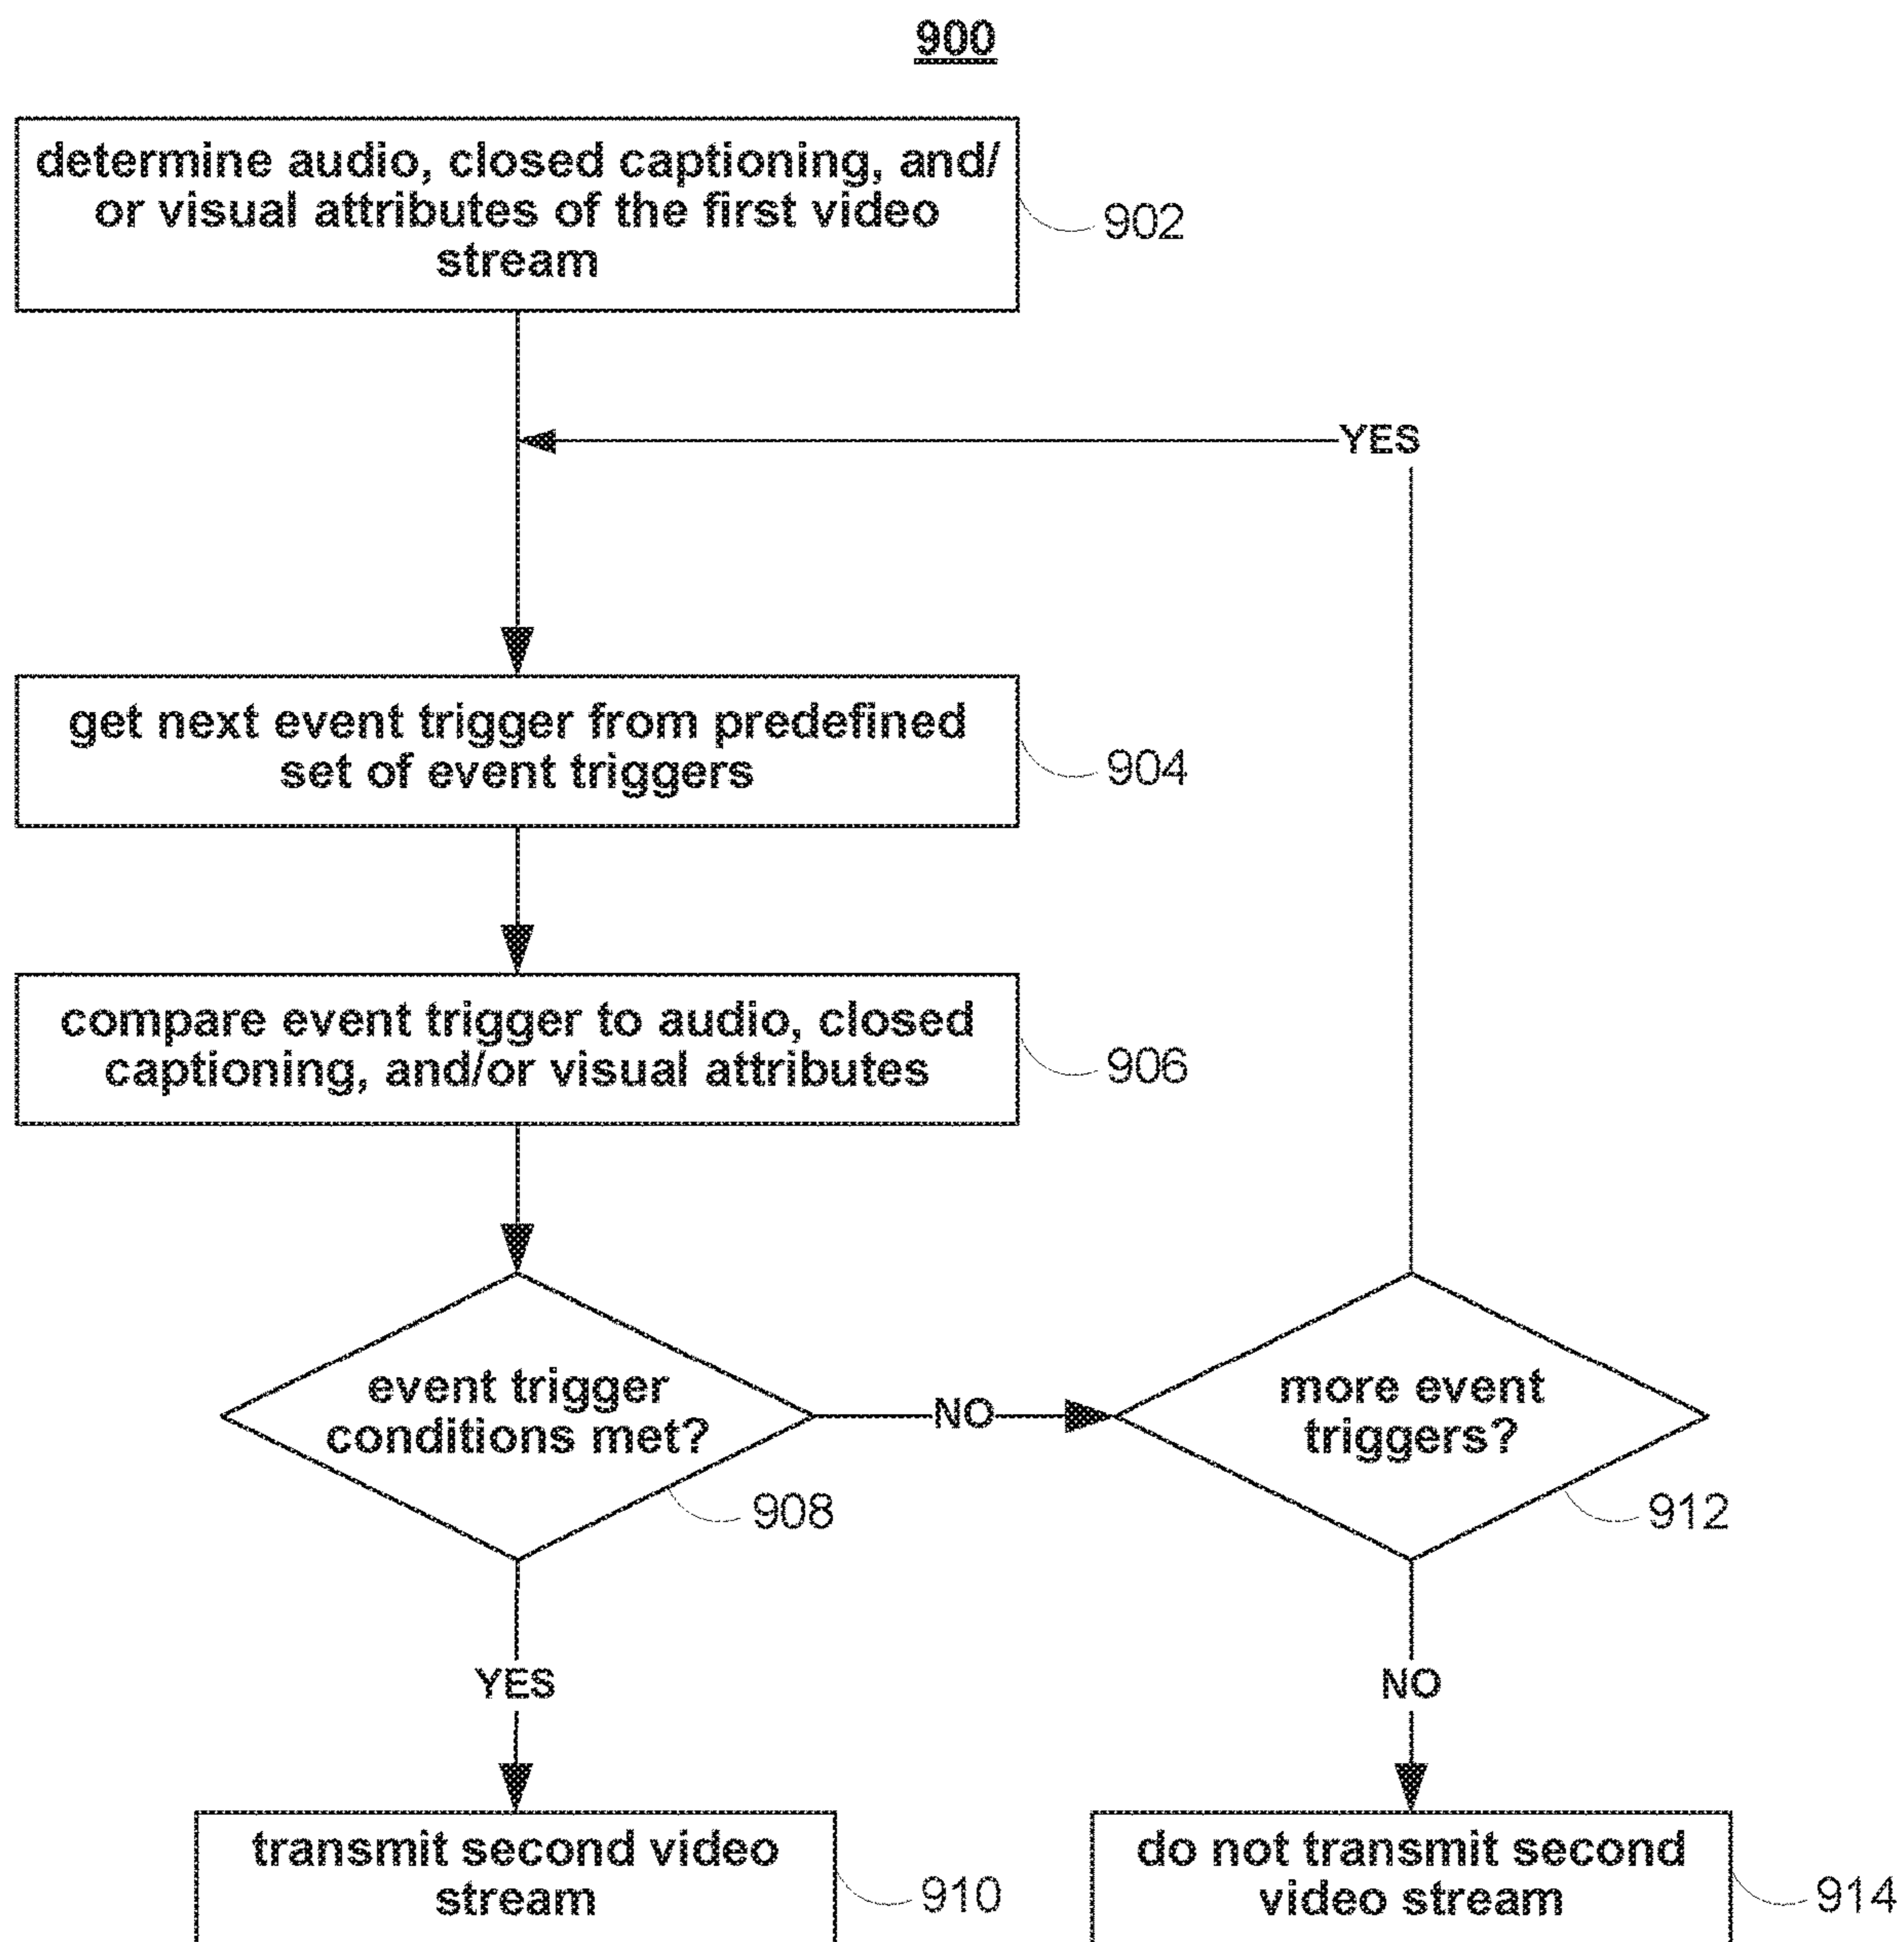 900
determine audio, closed captioning, and/
or visual attributes of the first video
stream
902
YES
get next event trigger from predefined
set of event triggers
904
compare event trigger to audio, closed
captioning, and/or visual attributes
906
event trigger
conditions met?
908
NO
more event
triggers?
912
YES
NO
transmit second video
stream
910
do not transmit second
video stream
914